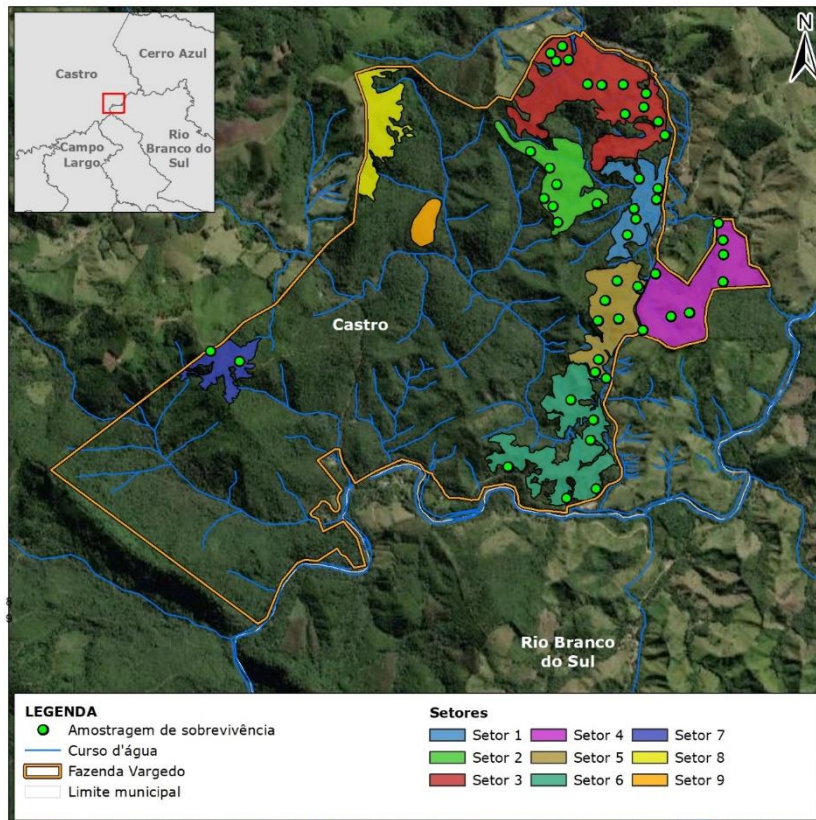 Cerro Azul
Castro
Campo
Largo
Rio
Branco
do Sul
N
Castro
Rio Branco
do Sul
8
9
LEGENDA
Amostragem de sobrevivência
Curso d'água
Fazenda Vargedo
Limite municipal
Setores
Setor 1
Setor 4
Setor 7
Setor 2
Setor 5
Setor 8
Setor 3
Setor 6
Setor 9